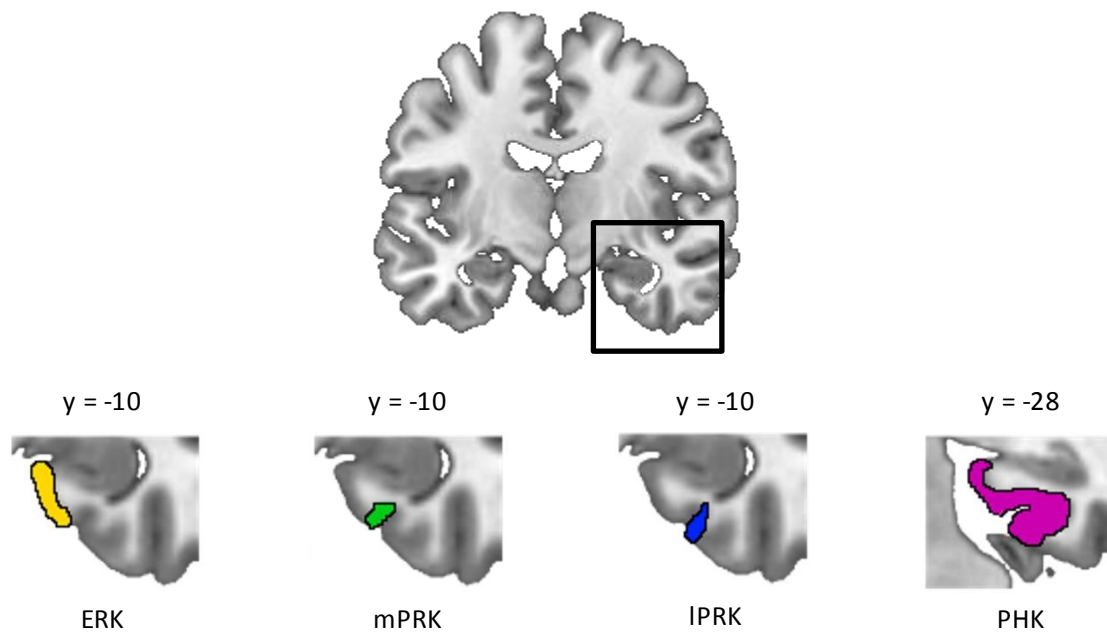 y = -10
y = -10
y = -10
y = -28
ERK
mPRK
lPRK
PHK